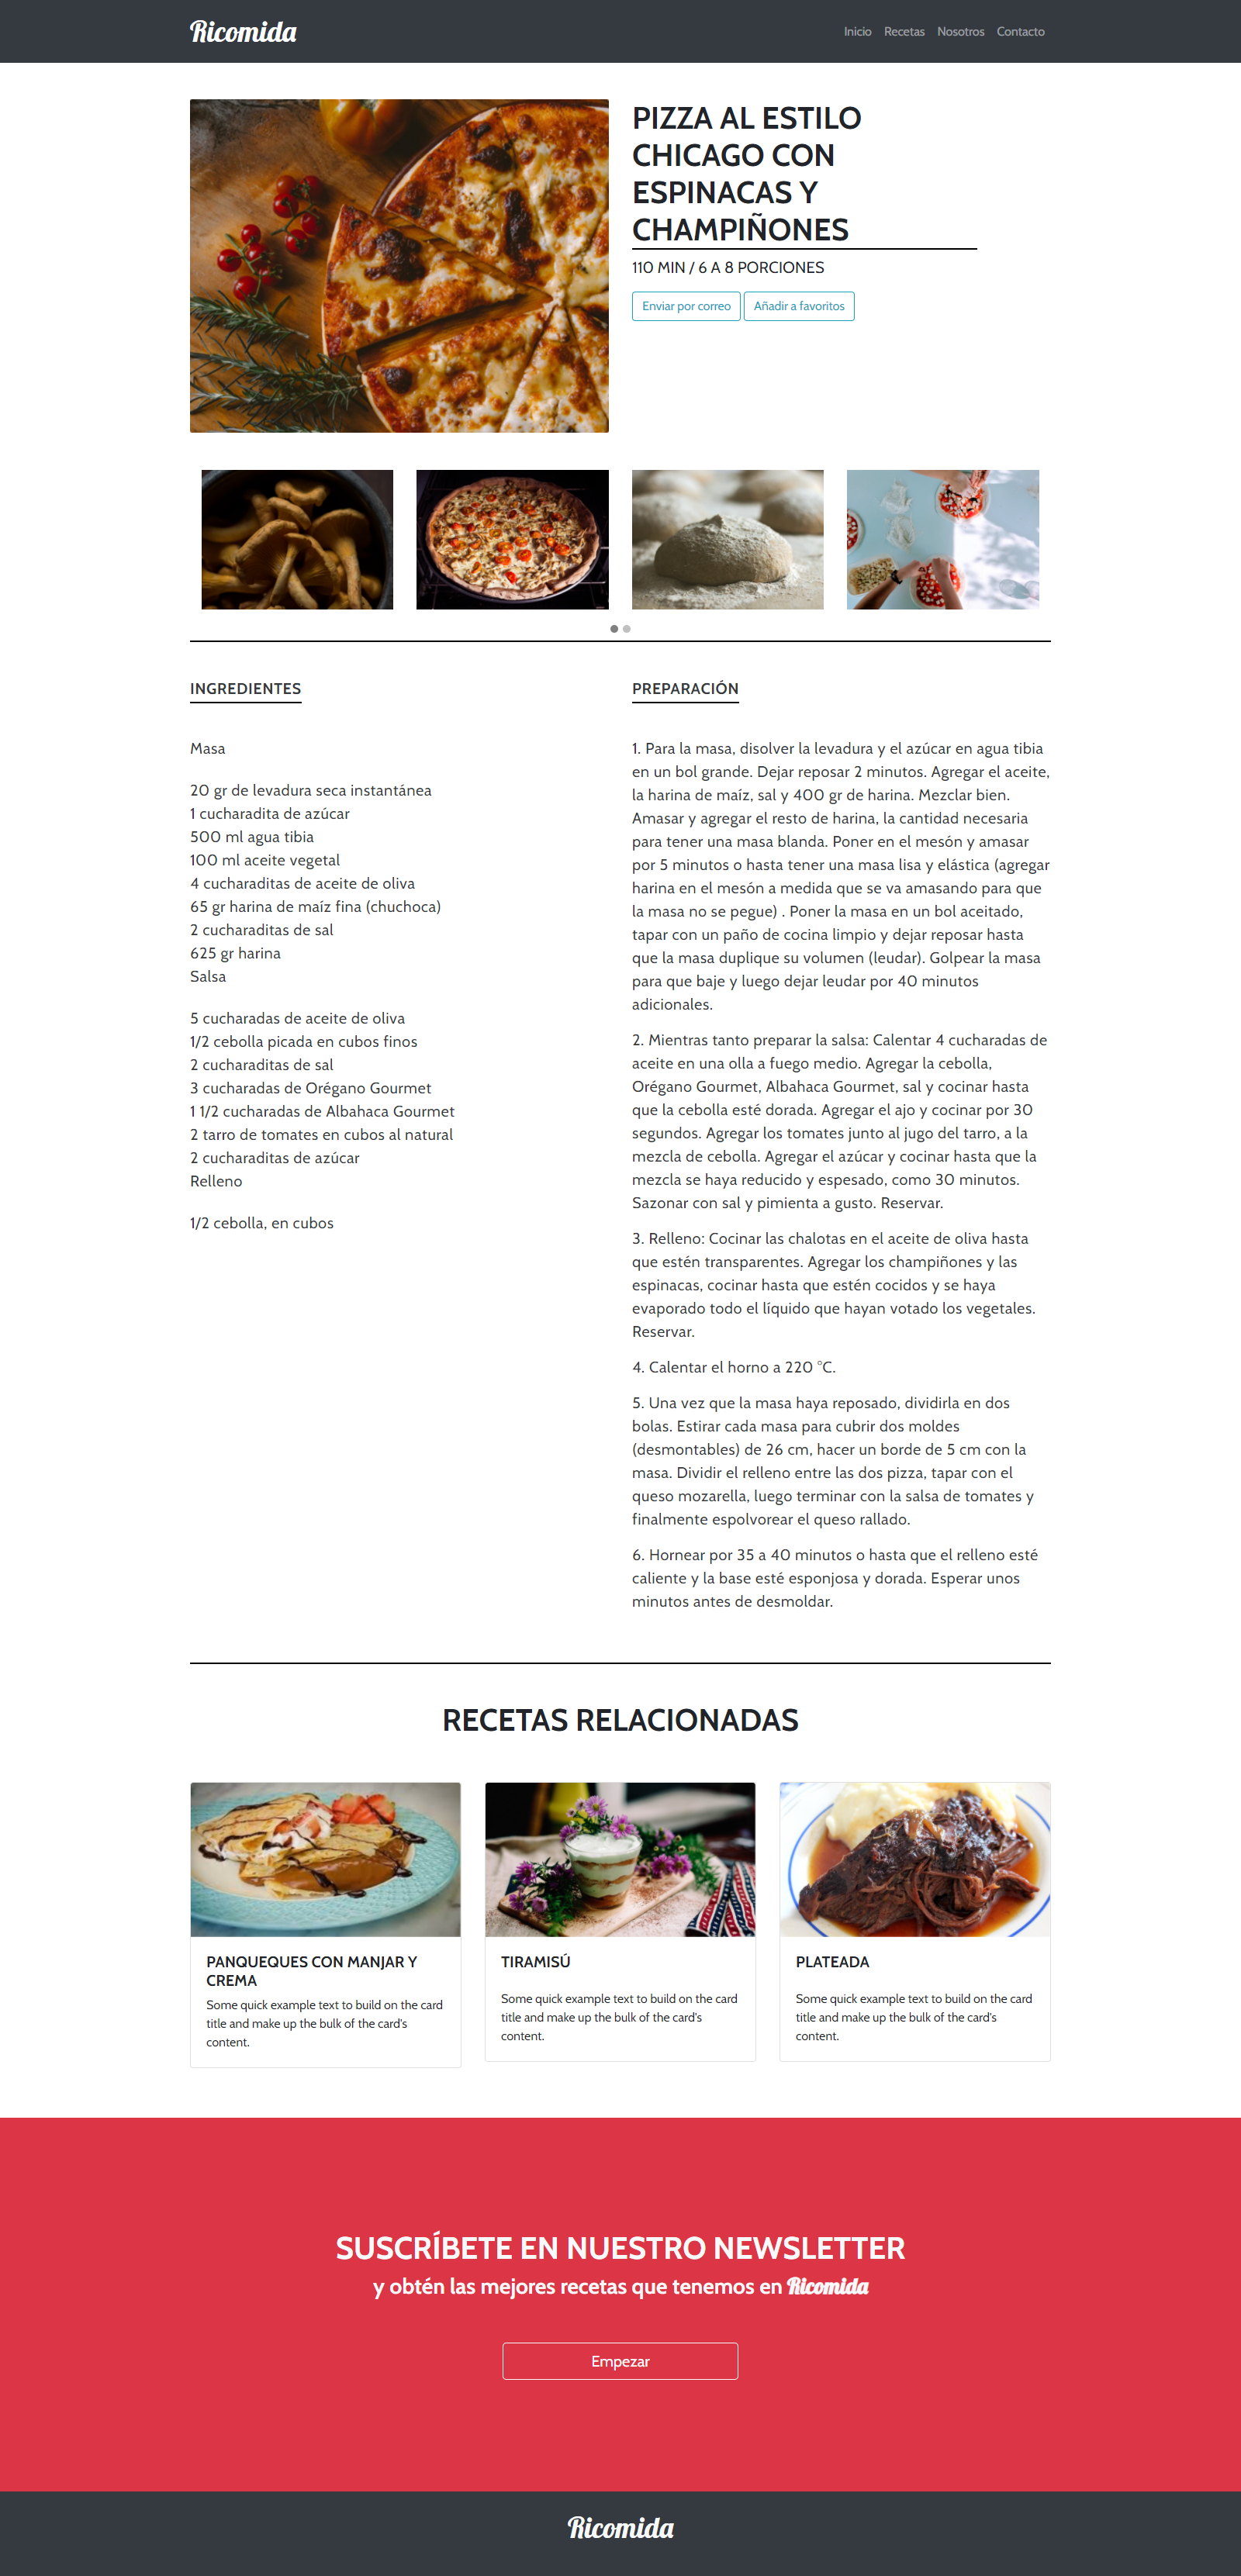 Ricomida
Inicio Recetas Nosotros Contacto
PIZZA AL ESTILO
CHICAGO CON
ESPINACAS Y
CHAMPIÑONES
110 MIN / 6 A 8 PORCIONES
Enviar por correo Añadir a favoritos
INGREDIENTES
Masa
20 gr de levadura seca instantánea
1 cucharadita de azúcar
500 ml agua tibia
100 ml aceite vegetal
4 cucharaditas de aceite de oliva
65 gr harina de maíz fina (chuchoca)
2 cucharaditas de sal
625 gr harina
Salsa
5 cucharadas de aceite de oliva
1/2 cebolla picada en cubos finos
2 cucharaditas de sal
3 cucharadas de Orégano Gourmet
1 1/2 cucharadas de Albahaca Gourmet
2 tarro de tomates en cubos al natural
2 cucharaditas de azúcar
Relleno
1/2 cebolla, en cubos
PREPARACIÓN
1. Para la masa, disolver la levadura y el azúcar en agua tibia
en un bol grande. Dejar reposar 2 minutos. Agregar el aceite,
la harina de maíz, sal y 400 gr de harina. Mezclar bien.
Amasar y agregar el resto de harina, la cantidad necesaria
para tener una masa blanda. Poner en el mesón y amasar
por 5 minutos o hasta tener una masa lisa y elástica (agregar
harina en el mesón a medida que se va amasando para que
la masa no se pegue) . Poner la masa en un bol aceitado,
tapar con un paño de cocina limpio y dejar reposar hasta
que la masa duplique su volumen (leudar). Golpear la masa
para que baje y luego dejar leudar por 40 minutos
adicionales.
2. Mientras tanto preparar la salsa: Calentar 4 cucharadas de
aceite en una olla a fuego medio. Agregar la cebolla,
Orégano Gourmet, Albahaca Gourmet, sal y cocinar hasta
que la cebolla esté dorada. Agregar el ajo y cocinar por 30
segundos. Agregar los tomates junto al jugo del tarro, a la
mezcla de cebolla. Agregar el azúcar y cocinar hasta que la
mezcla se haya reducido y espesado, como 30 minutos.
Sazonar con sal y pimienta a gusto. Reservar.
3. Relleno: Cocinar las chalotas en el aceite de oliva hasta
que estén transparentes. Agregar los champiñones y las
espinacas, cocinar hasta que estén cocidos y se haya
evaporado todo el líquido que hayan votado los vegetales.
Reservar.
4. Calentar el horno a 220 °C.
5. Una vez que la masa haya reposado, dividirla en dos
bolas. Estirar cada masa para cubrir dos moldes
(desmontables) de 26 cm, hacer un borde de 5 cm con la
masa. Dividir el relleno entre las dos pizza, tapar con el
queso mozarella, luego terminar con la salsa de tomates y
finalmente espolvorear el queso rallado.
6. Hornear por 35 a 40 minutos o hasta que el relleno esté
caliente y la base esté esponjosa y dorada. Esperar unos
minutos antes de desmoldar.
RECETAS RELACIONADAS
PANQUEQUES CON MANJAR Y
CREMA
Some quick example text to build on the card
title and make up the bulk of the card's
content.
TIRAMISÚ
Some quick example text to build on the card
title and make up the bulk of the card's
content.
PLATEADA
Some quick example text to build on the card
title and make up the bulk of the card's
content.
SUSCRÍBETE EN NUESTRO NEWSLETTER
y obtén las mejores recetas que tenemos en Ricomida
Empezar
Ricomida